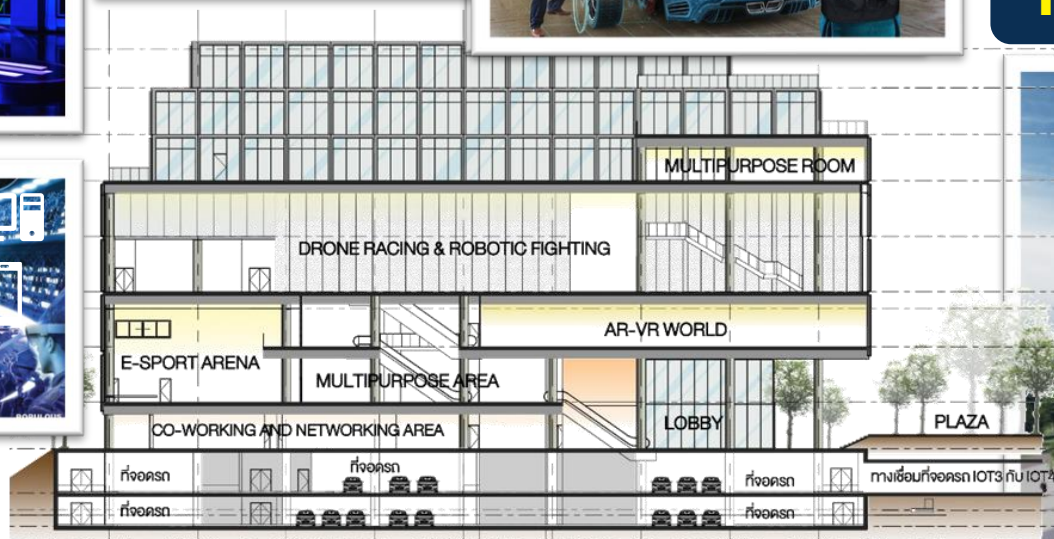 MULTIPURPOSE ROOM
DRONE RACING & ROBOTIC FIGHTING
AR-VR WORLD
E-SPORT ARENA
MULTIPURPOSE AREA
POPULOUS
LOBBY
PLAZA
CO-WORKING AND NETWORKING AREA
ที่จอดรถ
ที่จอดรถ
ที่จอดรถ
ทางเชื่อมที่จอดรถ IOT3 กับ IOT4
ที่จอดรถ
ที่จอดรถ